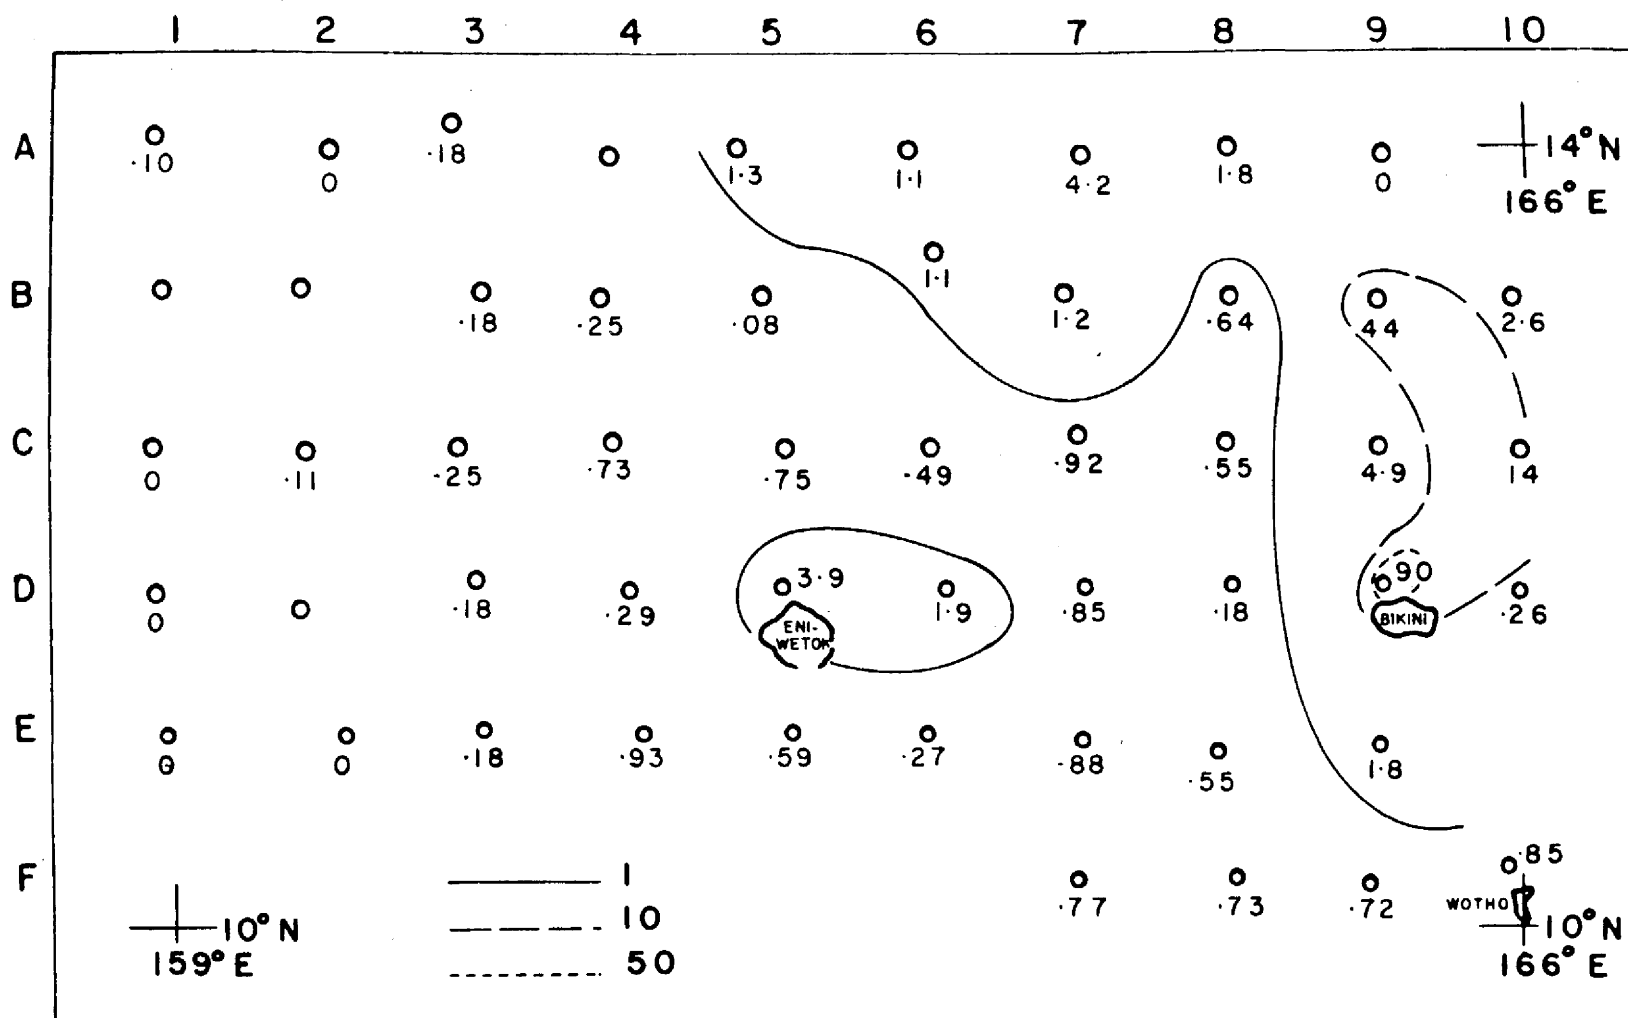 1 2 3 4 5 6 7 8 9 10
A
·10 0 ·18 1·3 1·1 4·2 1·8 0
14° N
166° E
1·1
B
·18 ·25 ·08 1·2 ·64 44 2·6
C
0 ·11 ·25 ·73 ·75 ·49 ·92 ·55 4·9 14
D
3·9 90
0 ·18 ·29 1·9 ·85 ·18 ·26
ENI-
WETOK
BIKINI
E
0 0 ·18 ·93 ·59 ·27 ·88 ·55 1·8
F
·85
·77 ·73 ·72
WOTHO
1
10
50
10° N
159° E
10° N
166° E